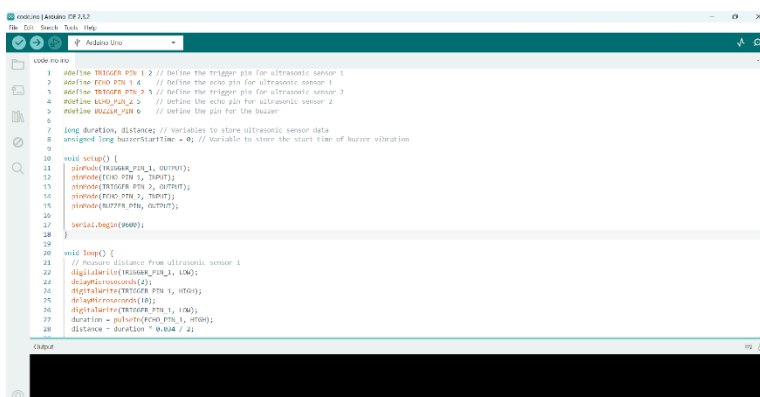 code.ino | Arduino IDE 2.3.2
File Edit Sketch Tools Help
Arduino Uno
code.ino.ino
1 #define TRIGGER_PIN_1 2 // Define the trigger pin for ultrasonic sensor 1
2 #define ECHO_PIN_1 4 // Define the echo pin for ultrasonic sensor 1
3 #define TRIGGER_PIN_2 3 // Define the trigger pin for ultrasonic sensor 2
4 #define ECHO_PIN_2 5 // Define the echo pin for ultrasonic sensor 2
5 #define BUZZER_PIN 6 // Define the pin for the buzzer
6
7 long duration, distance; // Variables to store ultrasonic sensor data
8 unsigned long buzzerStartTime = 0; // Variable to store the start time of buzzer vibration
9
10 void setup() {
11 pinMode(TRIGGER_PIN_1, OUTPUT);
12 pinMode(ECHO_PIN_1, INPUT);
13 pinMode(TRIGGER_PIN_2, OUTPUT);
14 pinMode(ECHO_PIN_2, INPUT);
15 pinMode(BUZZER_PIN, OUTPUT);
16
17 Serial.begin(9600);
18 }
19
20 void loop() {
21 // Measure distance from ultrasonic sensor 1
22 digitalWrite(TRIGGER_PIN_1, LOW);
23 delayMicroseconds(2);
24 digitalWrite(TRIGGER_PIN_1, HIGH);
25 delayMicroseconds(10);
26 digitalWrite(TRIGGER_PIN_1, LOW);
27 duration = pulseIn(ECHO_PIN_1, HIGH);
28 distance = duration * 0.034 / 2;
Output